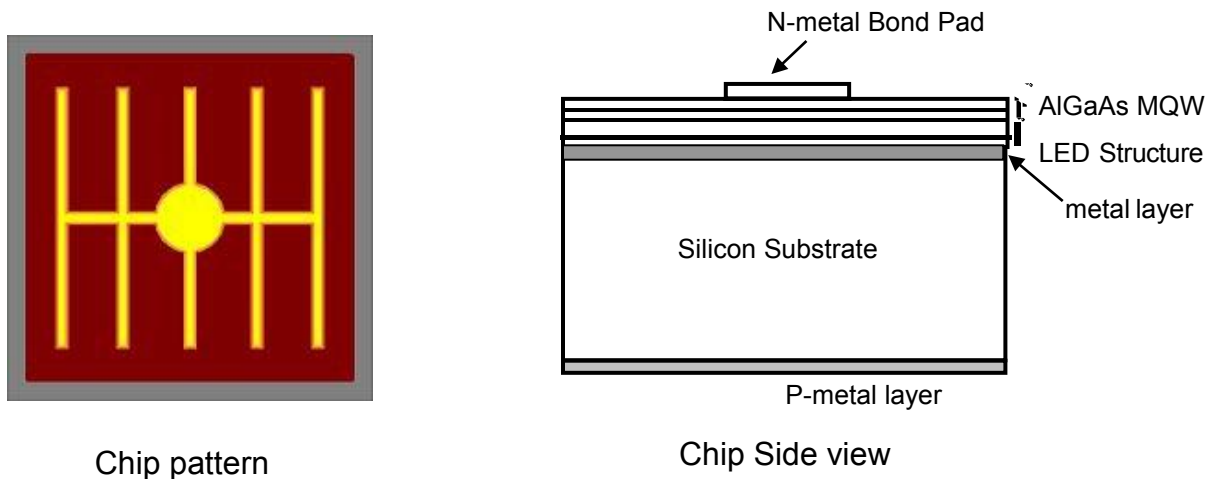 N-metal Bond Pad
AlGaAs MQW
LED Structure
metal layer
Silicon Substrate
P-metal layer
Chip pattern
Chip Side view